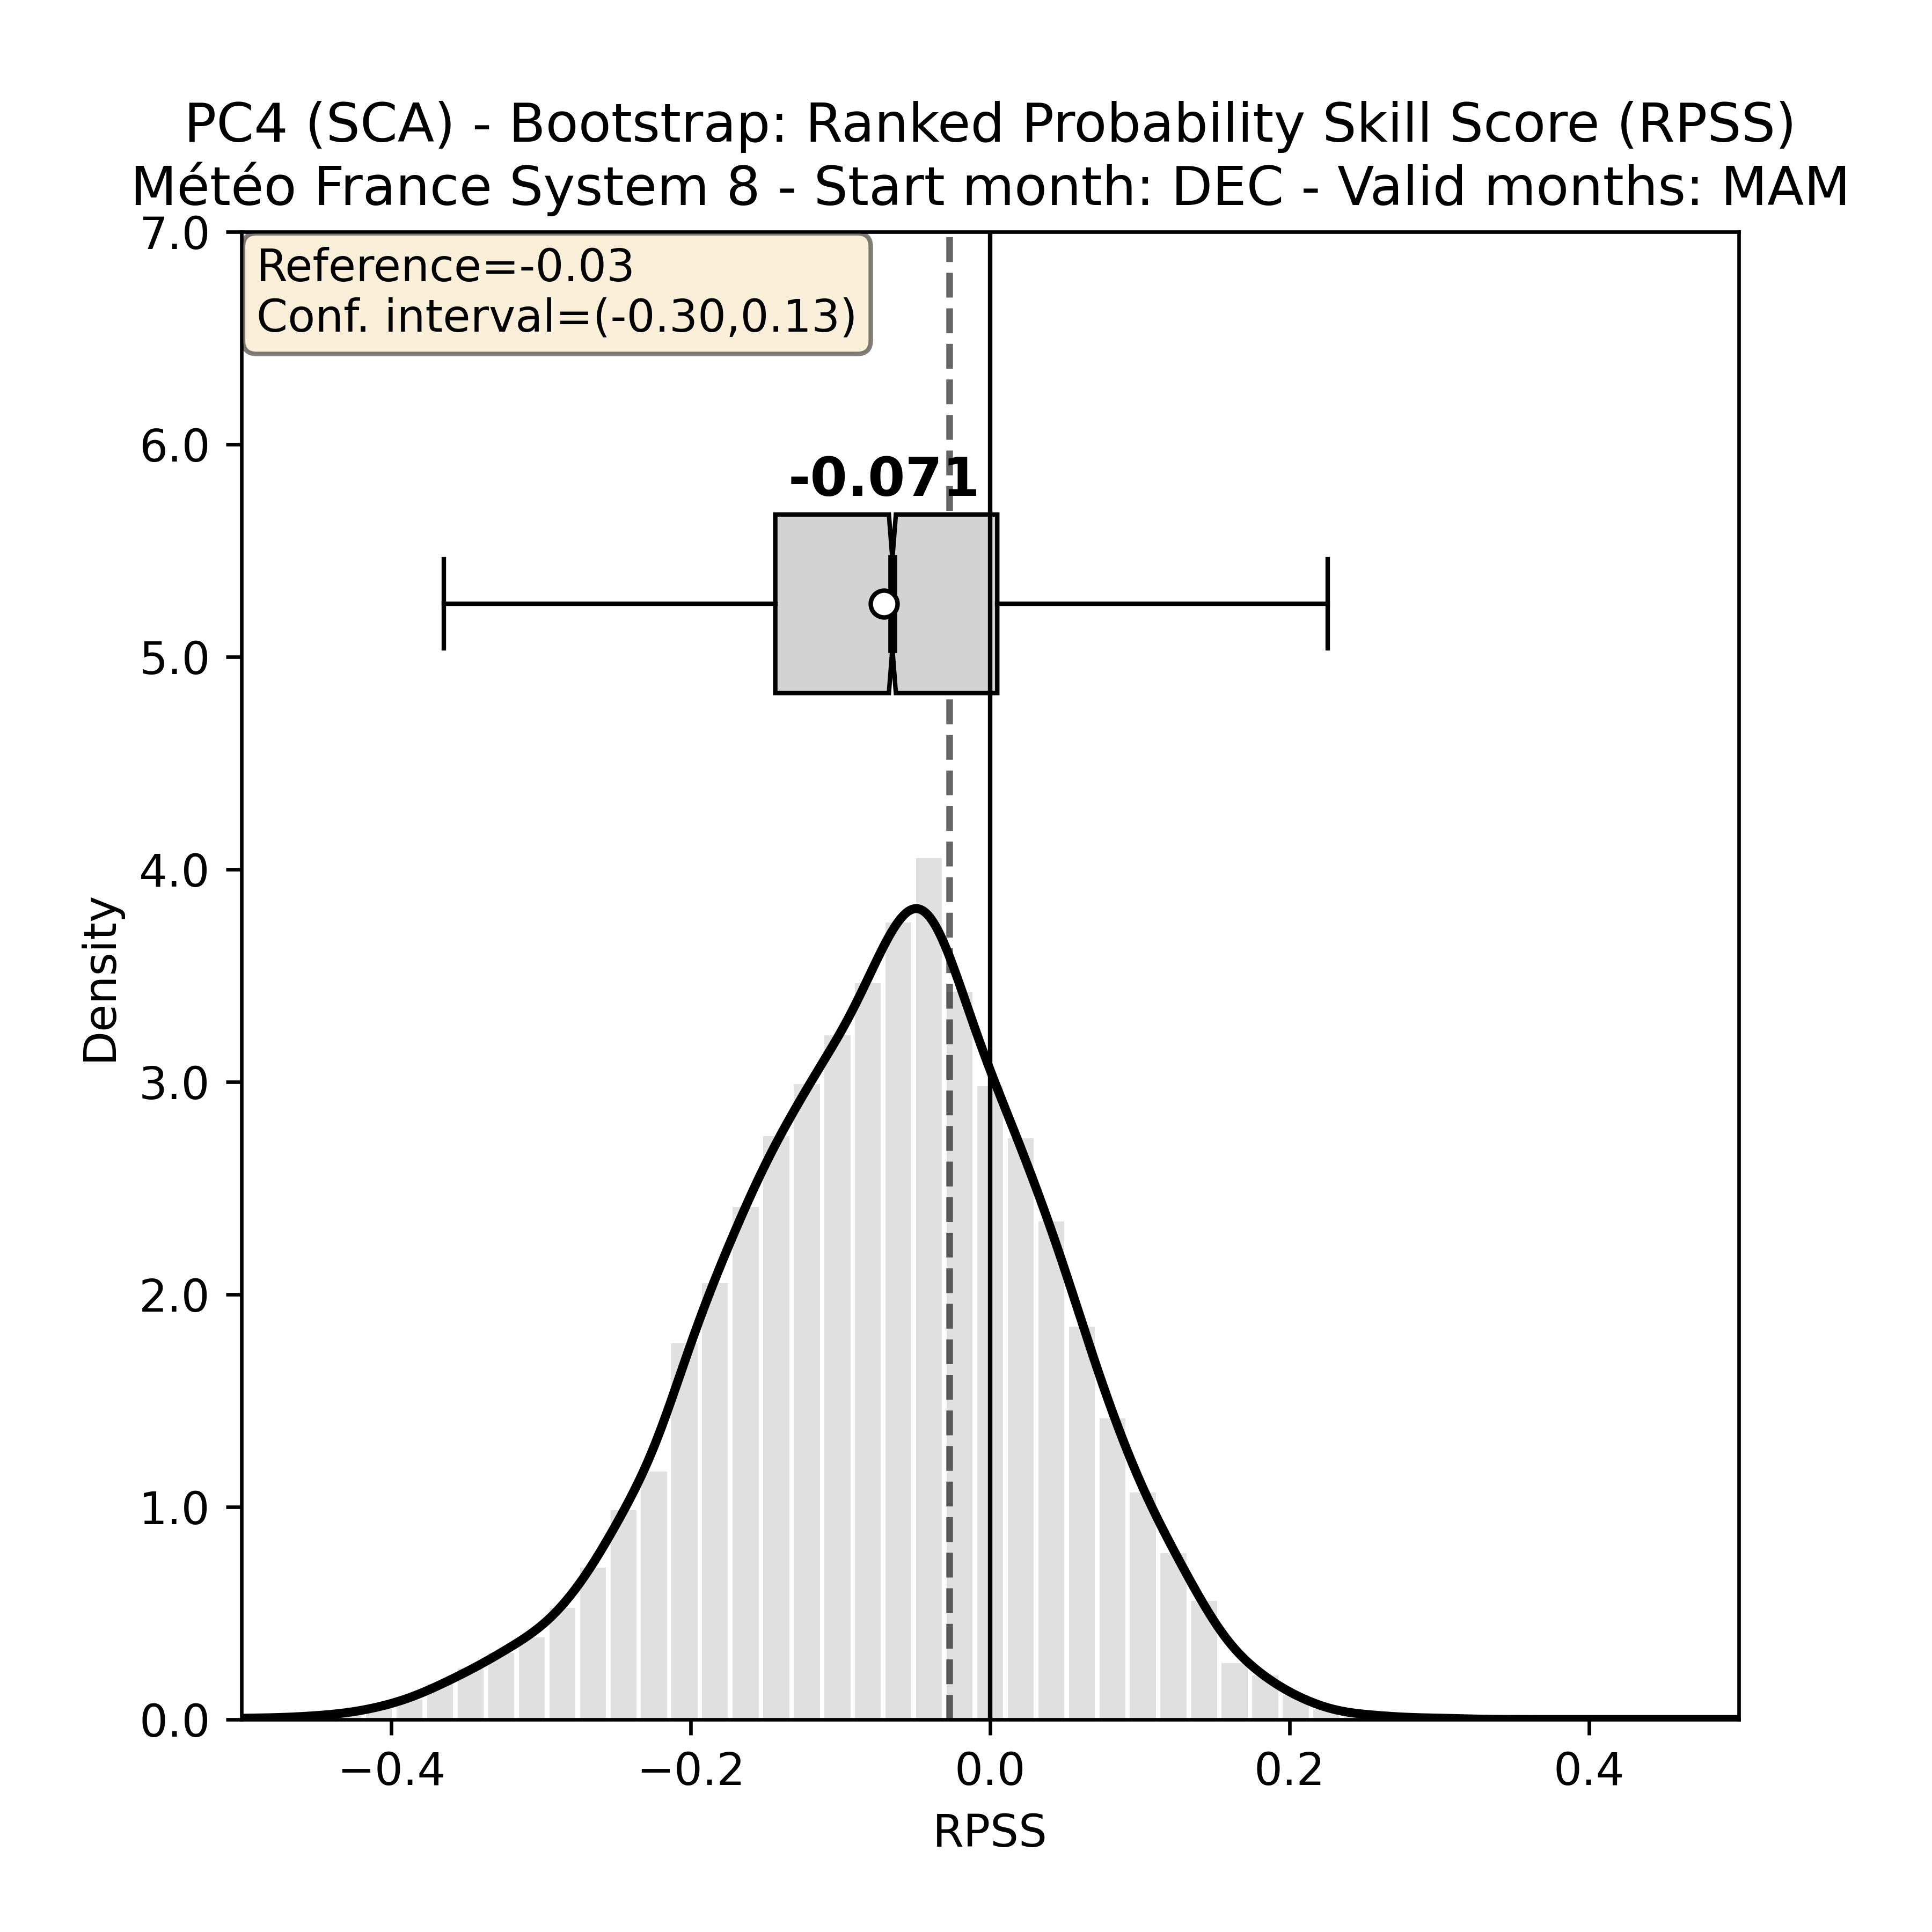 PC4 (SCA) - Bootstrap: Ranked Probability Skill Score (RPSS)
Météo France System 8 - Start month: DEC - Valid months: MAM
7.0
Reference=-0.03
Conf. interval=(-0.30,0.13)
6.0
-0.071
5.0
4.0
Density
3.0
2.0
1.0
0.0
−0.4 −0.2 0.0 0.2 0.4
RPSS